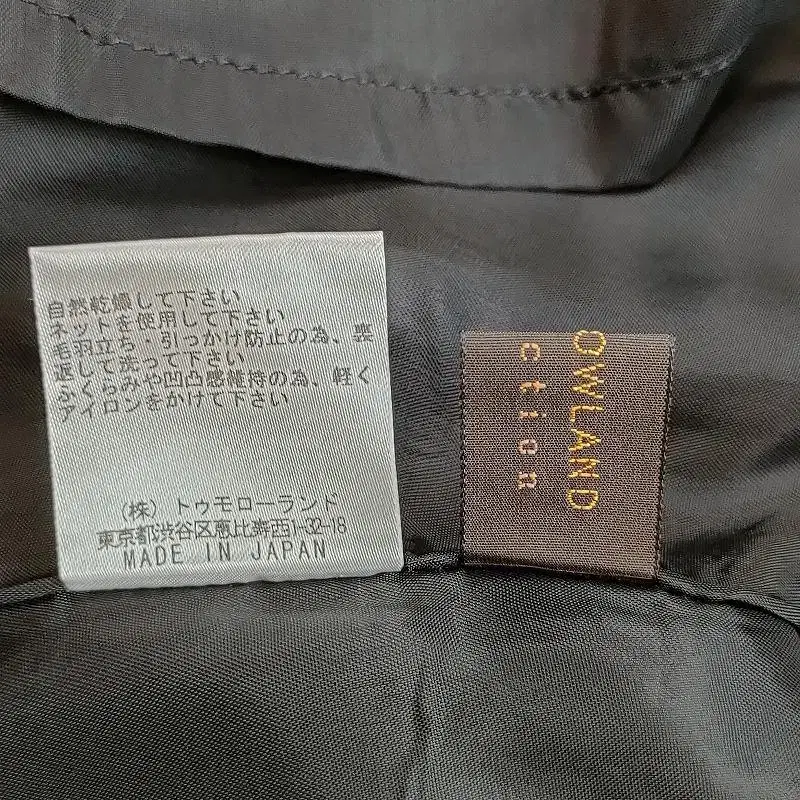 自然乾燥して下さい
ネットを使用して下さい
毛羽立ち・引っかけ防止の為、裏
返して洗って下さい
ふくらみや凹凸感維持の為、軽く
アイロンをかけて下さい
(株) トゥモローランド
東京都渋谷区恵比寿西1-32-18
MADE IN JAPAN
OWLAND
ction